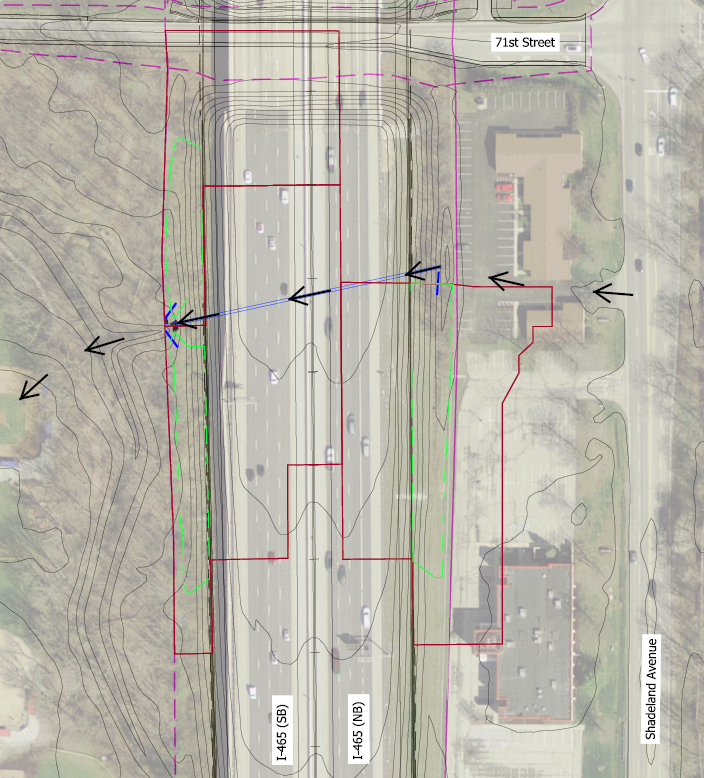 71st Street
I-465 (SB)
I-465 (NB)
Shadeland Avenue